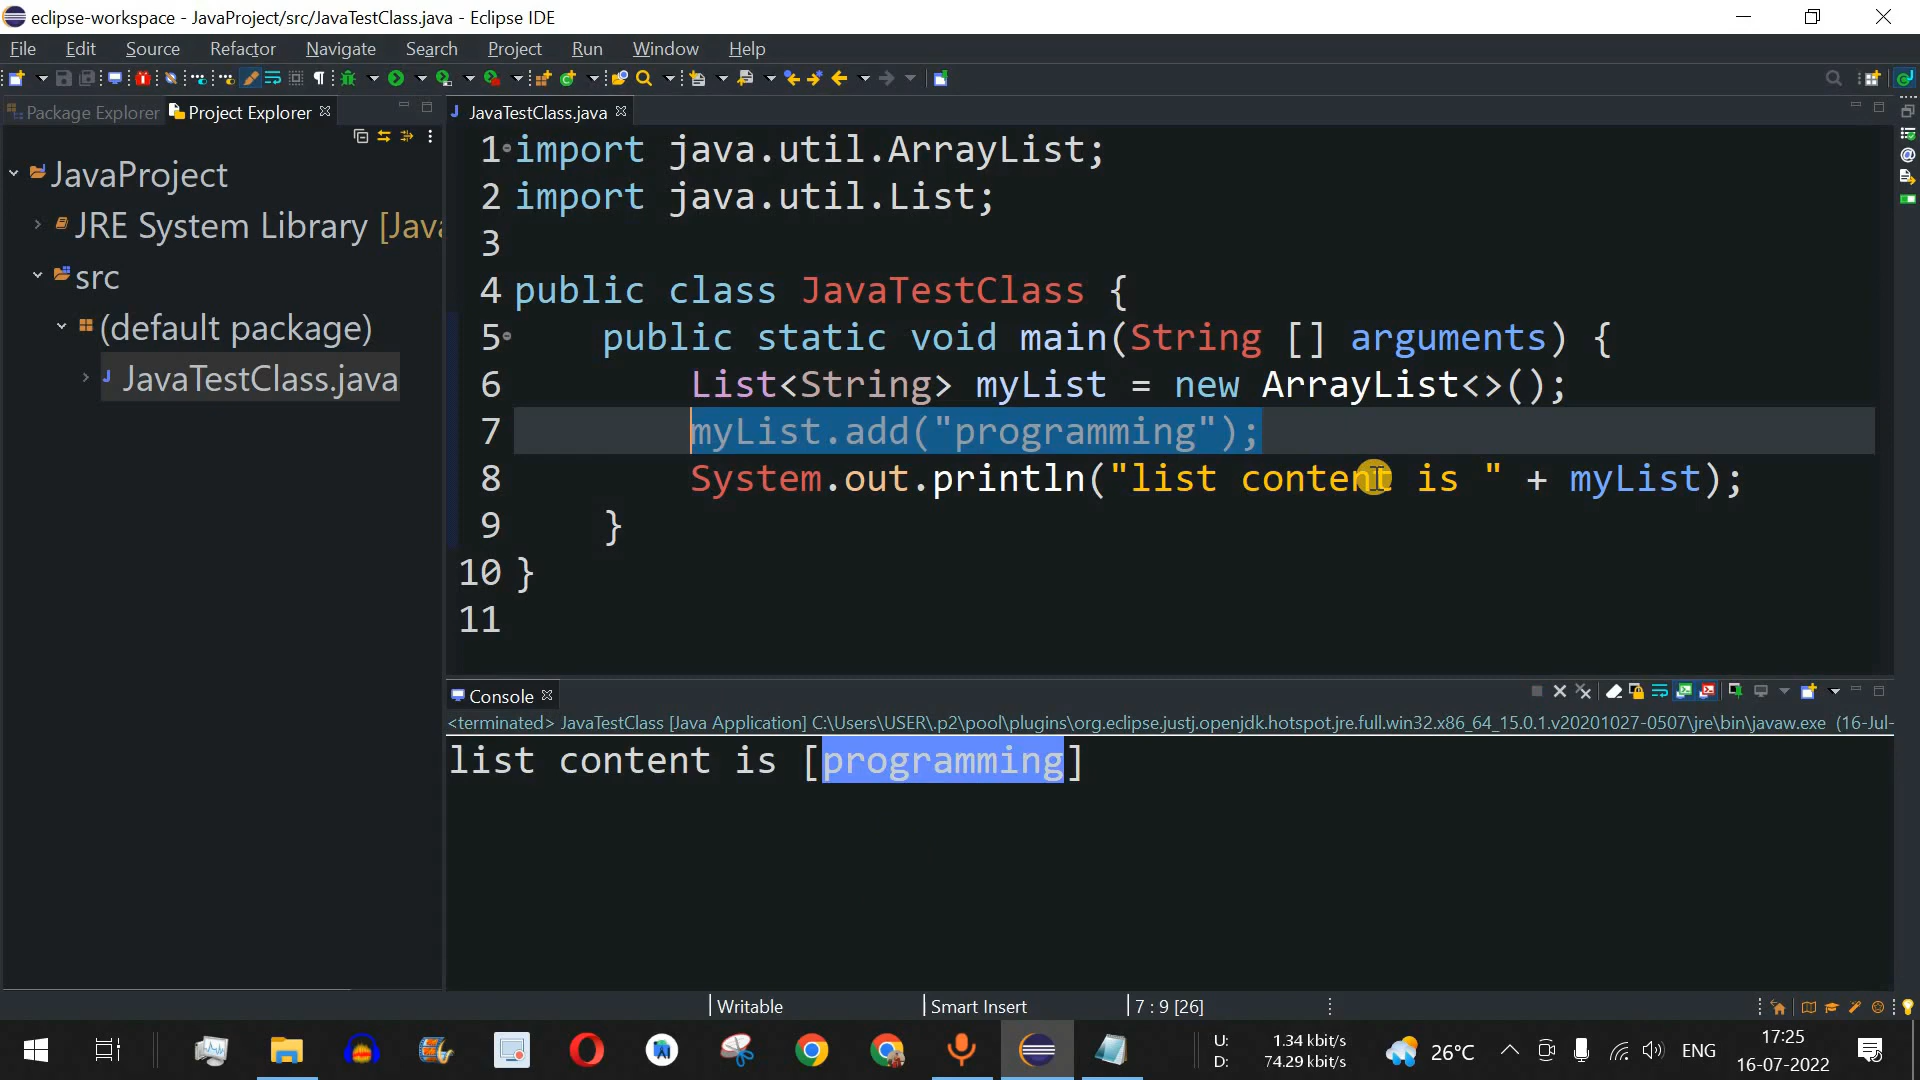 eclipse-workspace - JavaProject/src/JavaTestClass.java - Eclipse IDE
File Edit Source Refactor Navigate Search Project Run Window Help
Package Explorer Project Explorer
JavaTestClass.java
JavaProject
JRE System Library [Java
src
(default package)
JavaTestClass.java
1 import java.util.ArrayList;
2 import java.util.List;
3
4 public class JavaTestClass {
5 public static void main(String [] arguments) {
6 List<String> myList = new ArrayList<>();
7 myList.add("programming");
8 System.out.println("list content is " + myList);
9 }
10 }
11
Console
<terminated> JavaTestClass [Java Application] C:\Users\USER\.p2\pool\plugins\org.eclipse.justj.openjdk.hotspot.jre.full.win32.x86_64_15.0.1.v20201027-0507\jre\bin\javaw.exe (16-Jul-
list content is [programming]
Writable Smart Insert 7 : 9 [26]
U: 1.34 kbit/s
D: 74.29 kbit/s
26°C
ENG
17:25
16-07-2022